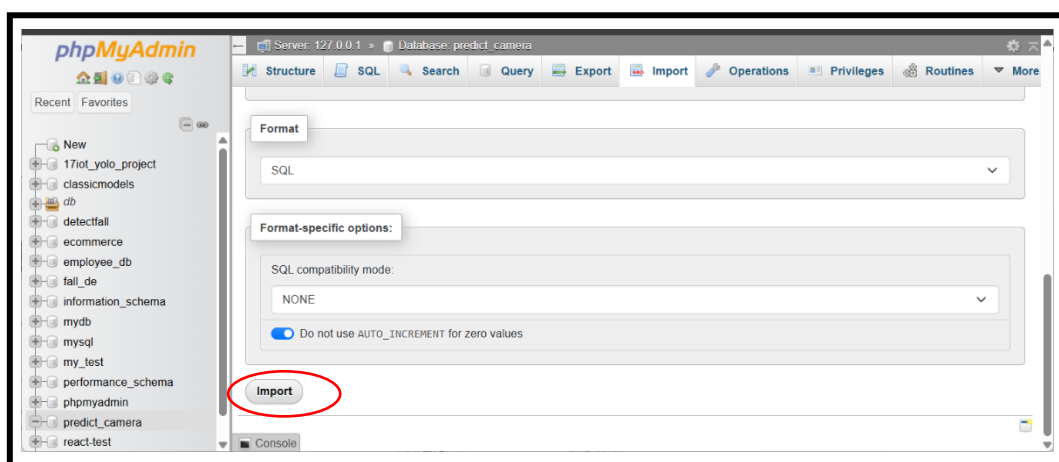 phpMyAdmin
Recent Favorites
New
17iot_yolo_project
classicmodels
db
detectfall
ecommerce
employee_db
fall_de
information_schema
mydb
mysql
my_test
performance_schema
phpmyadmin
predict_camera
react-test
Server: 127.0.0.1 » Database: predict_camera
Structure SQL Search Query Export Import Operations Privileges Routines More
Format
SQL
Format-specific options:
SQL compatibility mode:
NONE
Do not use AUTO_INCREMENT for zero values
Import
Console